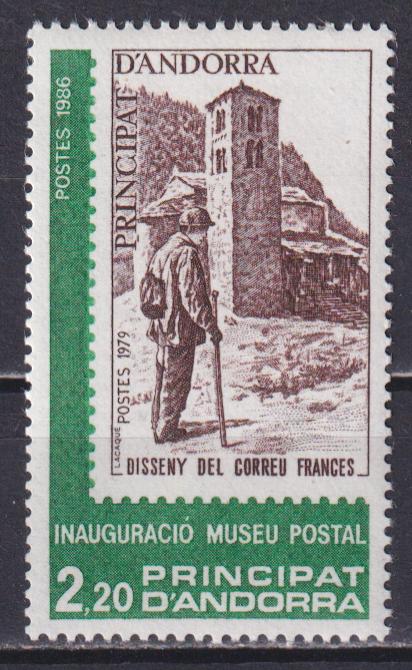 POSTES 1986
D'ANDORRA
PRINCIPAT
POSTES 1979
LACAQUE
DISSENY DEL CORREU FRANCES
INAUGURACIÓ MUSEU POSTAL
2,20 PRINCIPAT
D'ANDORRA